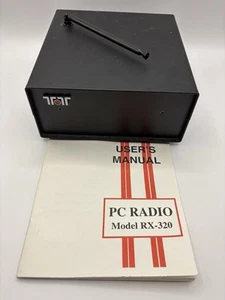 USER'S
MANUAL
PC RADIO
Model RX-320